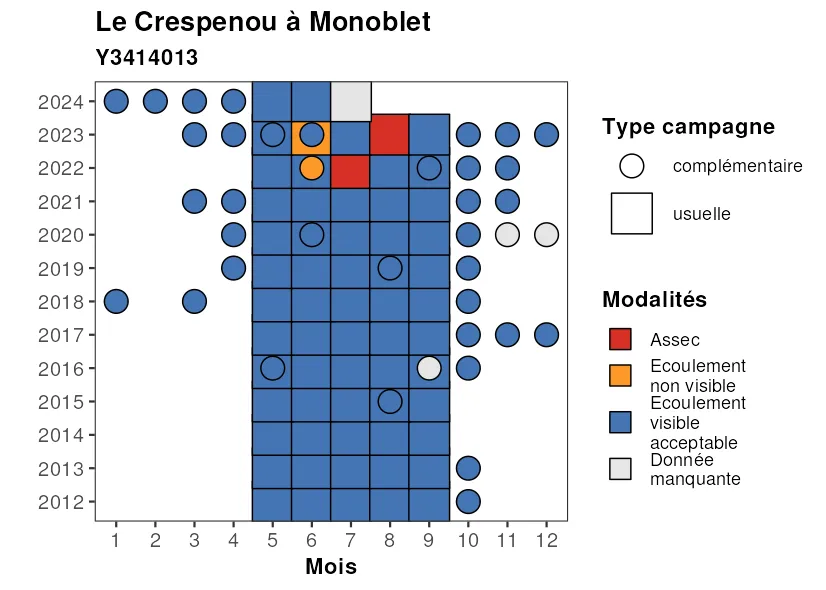 Le Crespenou à Monoblet
Y3414013
2024
2023
2022
2021
2020
2019
2018
2017
2016
2015
2014
2013
2012
1 2 3 4 5 6 7 8 9 10 11 12
Mois
Type campagne
complémentaire
usuelle
Modalités
Assec
Ecoulement
non visible
Ecoulement
visible
acceptable
Donnée
manquante